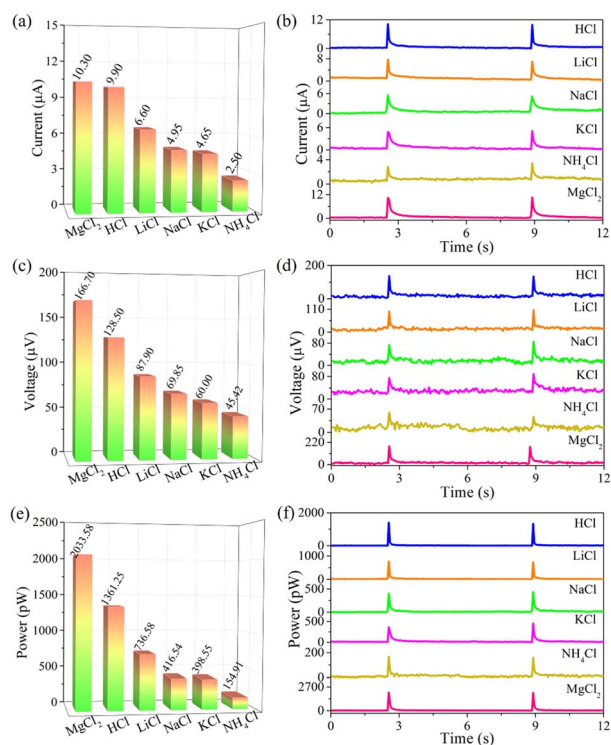 (a)
Current (μA)
15
12
9
6
3
0
10.30
9.90
6.60
4.95
4.65
2.50
MgCl2
HCl
LiCl
NaCl
KCl
NH4Cl
(b)
Current (μA)
12
0
8
0
6
0
6
0
4
0
12
0
HCl
LiCl
NaCl
KCl
NH4Cl
MgCl2
0 3 6 9 12
Time (s)
(c)
Voltage (μV)
200
150
100
50
0
166.70
128.50
87.90
69.85
60.00
45.42
MgCl2
HCl
LiCl
NaCl
KCl
NH4Cl
(d)
Voltage (μV)
200
0
110
0
80
0
80
0
70
0
220
0
HCl
LiCl
NaCl
KCl
NH4Cl
MgCl2
0 3 6 9 12
Time (s)
(e)
Power (pW)
2500
2000
1500
1000
500
0
2033.58
1361.25
736.58
416.54
398.55
154.91
MgCl2
HCl
LiCl
NaCl
KCl
NH4Cl
(f)
Power (pW)
2000
0
1000
0
500
0
500
0
200
0
2700
0
HCl
LiCl
NaCl
KCl
NH4Cl
MgCl2
0 3 6 9 12
Time (s)